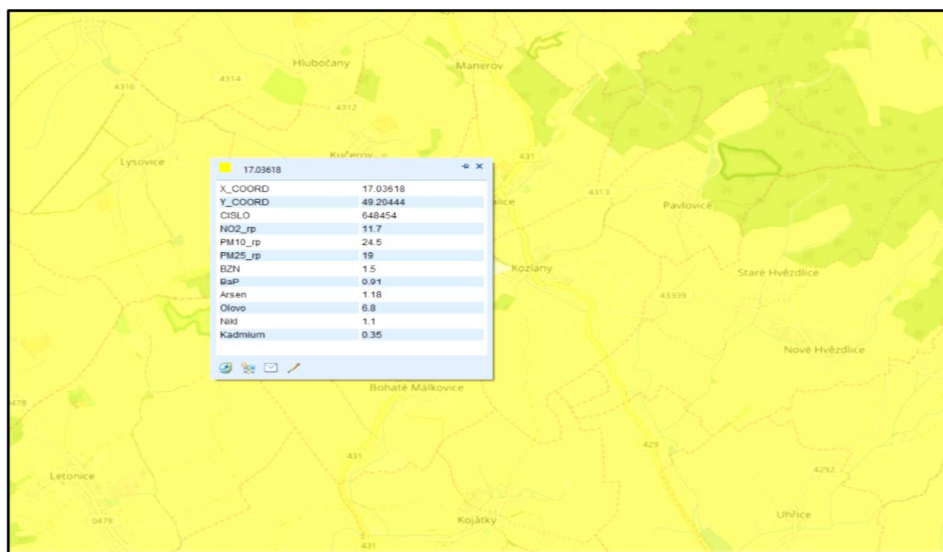 Hlubočany
Manerov
4316
4314
4312
Lysovice
Kučerov
431
4313
Pavlovice
17.03618
X_COORD 17.03618
Y_COORD 49.20444
CISLO 648454
NO2_rp 11.7
PM10_rp 24.5
PM25_rp 19
BZN 1.5
BaP 0.91
Arsen 1.18
Olovo 6.8
Nikl 1.1
Kadmium 0.35
Kozlany
Staré Hvězdlice
43339
Nové Hvězdlice
Bohaté Málkovice
0478
431
429
4292
Letonice
0478
Kojátky
Uhřice
431